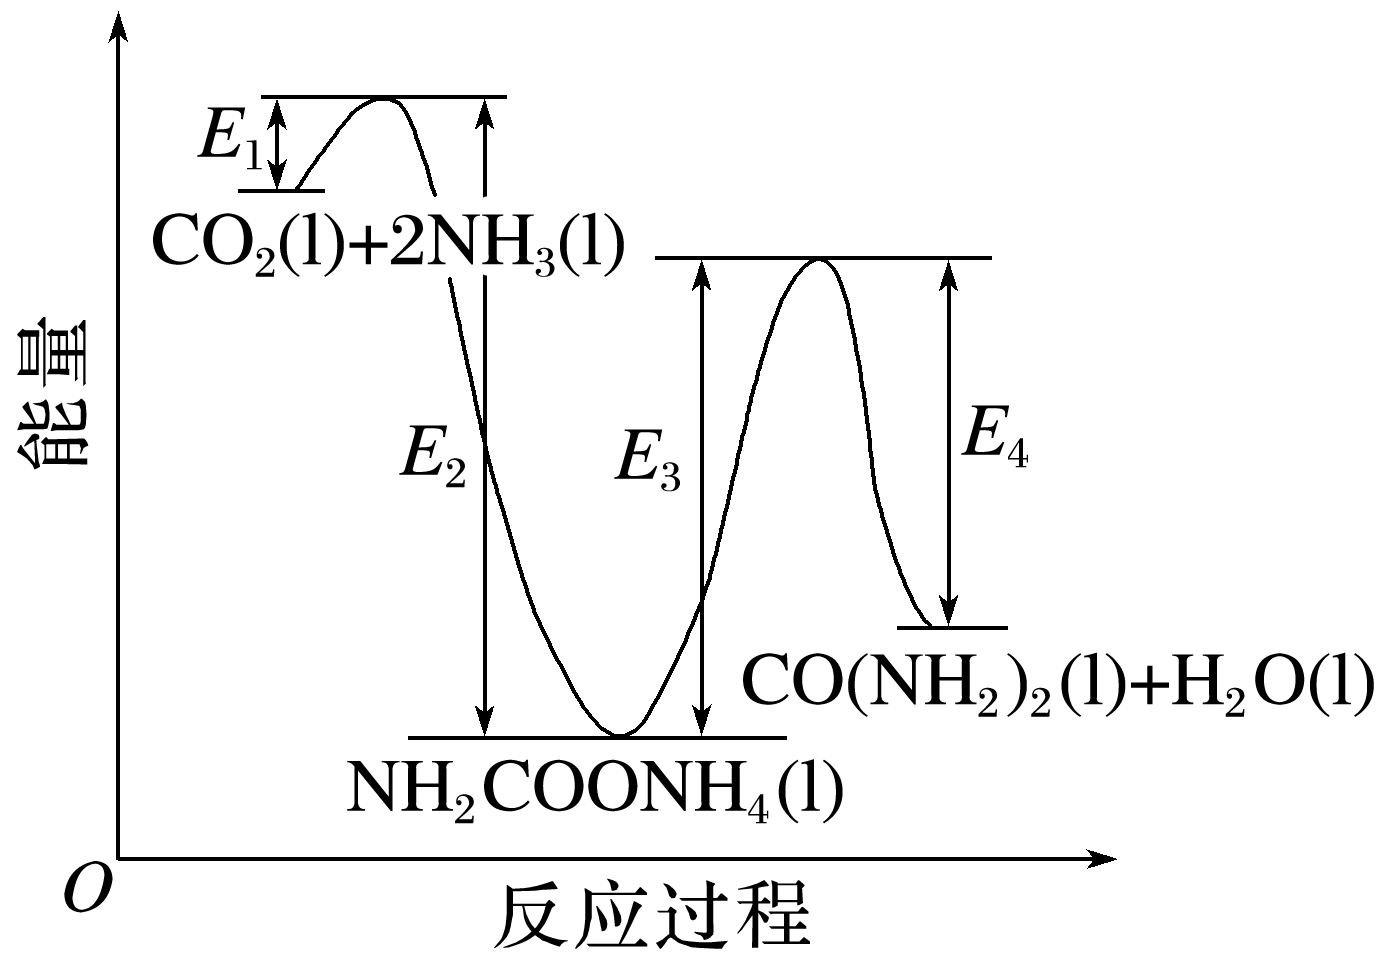 E₁
CO₂(l)+2NH₃(l)
能量
E₂
E₃
E₄
CO(NH₂)₂(l)+H₂O(l)
NH₂COONH₄(l)
O
反应过程